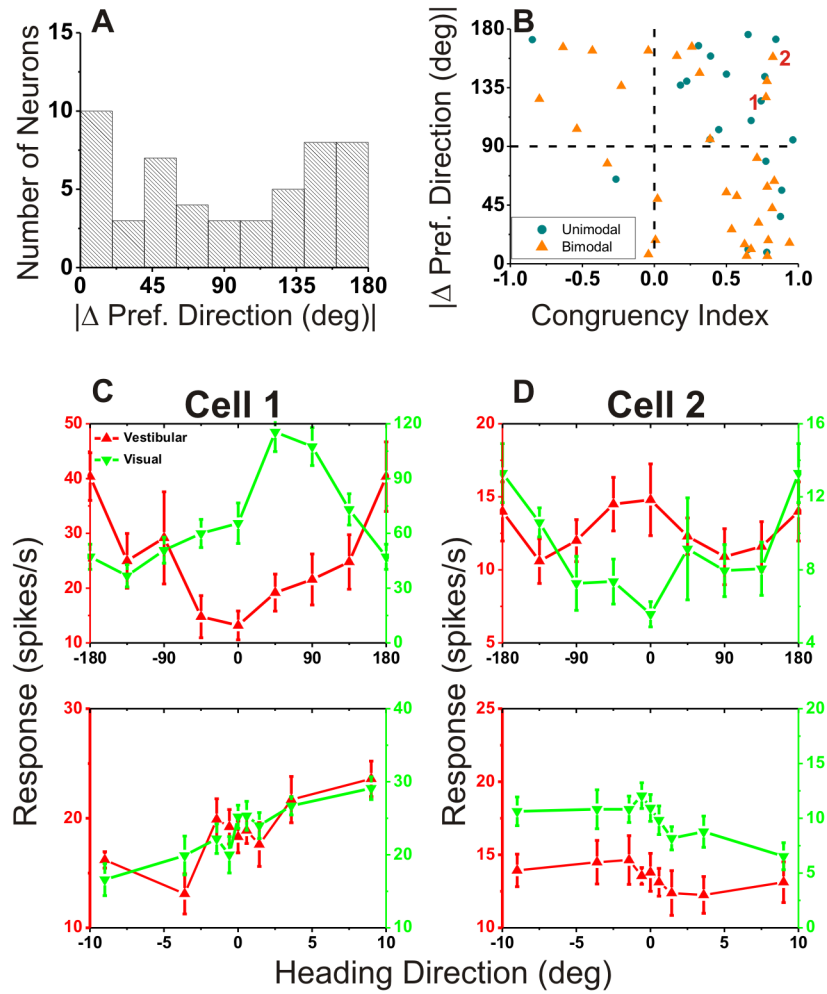 A
Number of Neurons
15
10
5
0
0 45 90 135 180
|Δ Pref. Direction (deg)|
B
|Δ Pref. Direction (deg)|
180
135
90
45
0
2
1
Unimodal
Bimodal
-1.0 -0.5 0.0 0.5 1.0
Congruency Index
C
Cell 1
Vestibular
Visual
50
40
30
20
10
120
90
60
30
0
-180 -90 0 90 180
D
Cell 2
20
15
10
5
16
12
8
4
-180 -90 0 90 180
Response (spikes/s)
30
20
10
40
30
20
10
-10 -5 0 5 10
Response (spikes/s)
25
20
15
10
20
15
10
5
0
-10 -5 0 5 10
Heading Direction (deg)